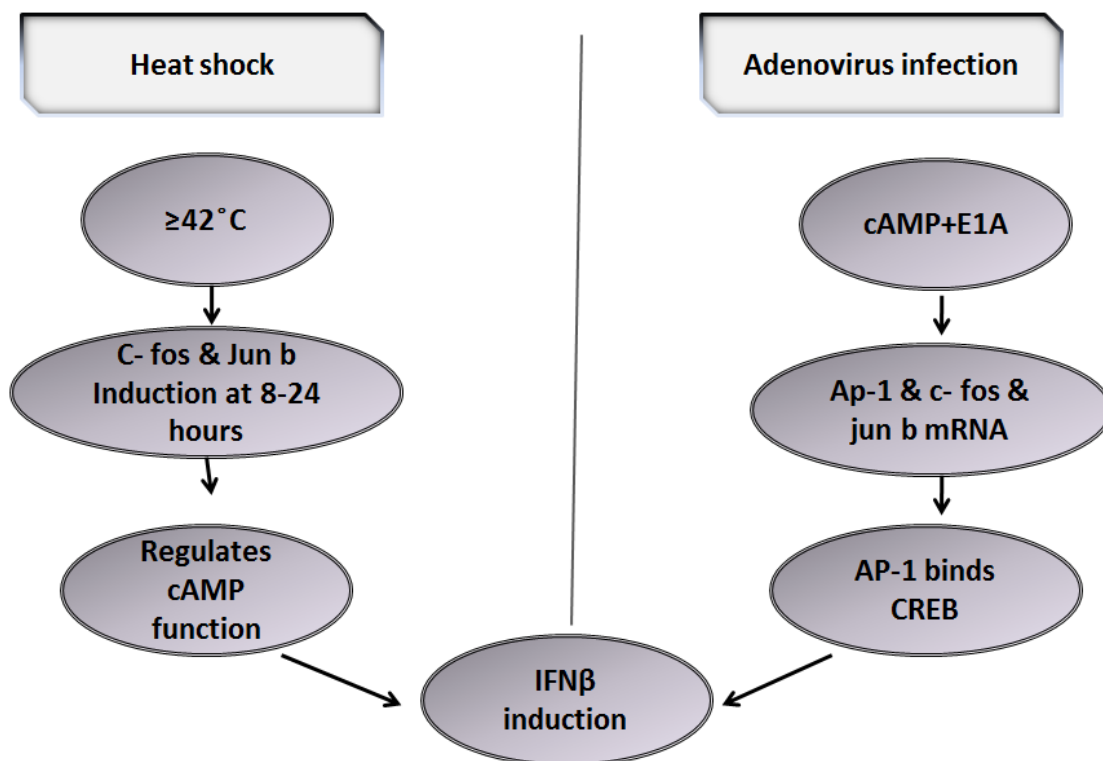 Heat shock
≥42˚C
C- fos & Jun b
Induction at 8-24
hours
Regulates
cAMP
function
Adenovirus infection
cAMP+E1A
Ap-1 & c- fos &
jun b mRNA
AP-1 binds
CREB
IFNβ
induction